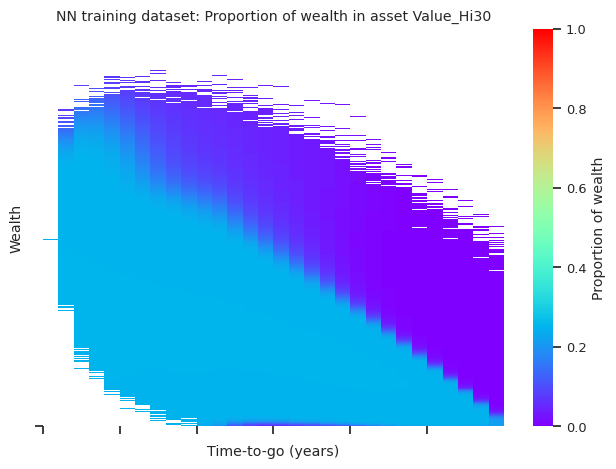 NN training dataset: Proportion of wealth in asset Value_Hi30
Wealth
Time-to-go (years)
1.0
0.8
0.6
0.4
0.2
0.0
Proportion of wealth